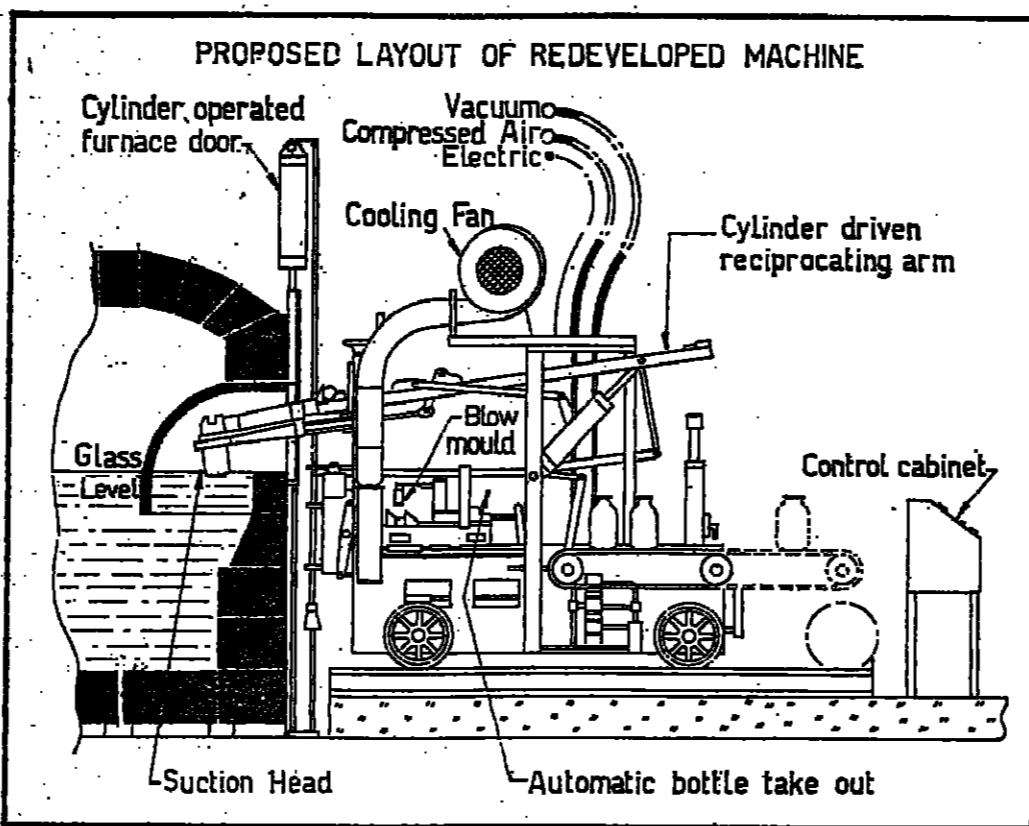 PROPOSED LAYOUT OF REDEVELOPED MACHINE
Cylinder operated
furnace door
Vacuum
Compressed Air
Electric
Cooling Fan
Cylinder driven
reciprocating arm
Blow
mould
Glass
Level
Control cabinet
Suction Head
Automatic bottle take out